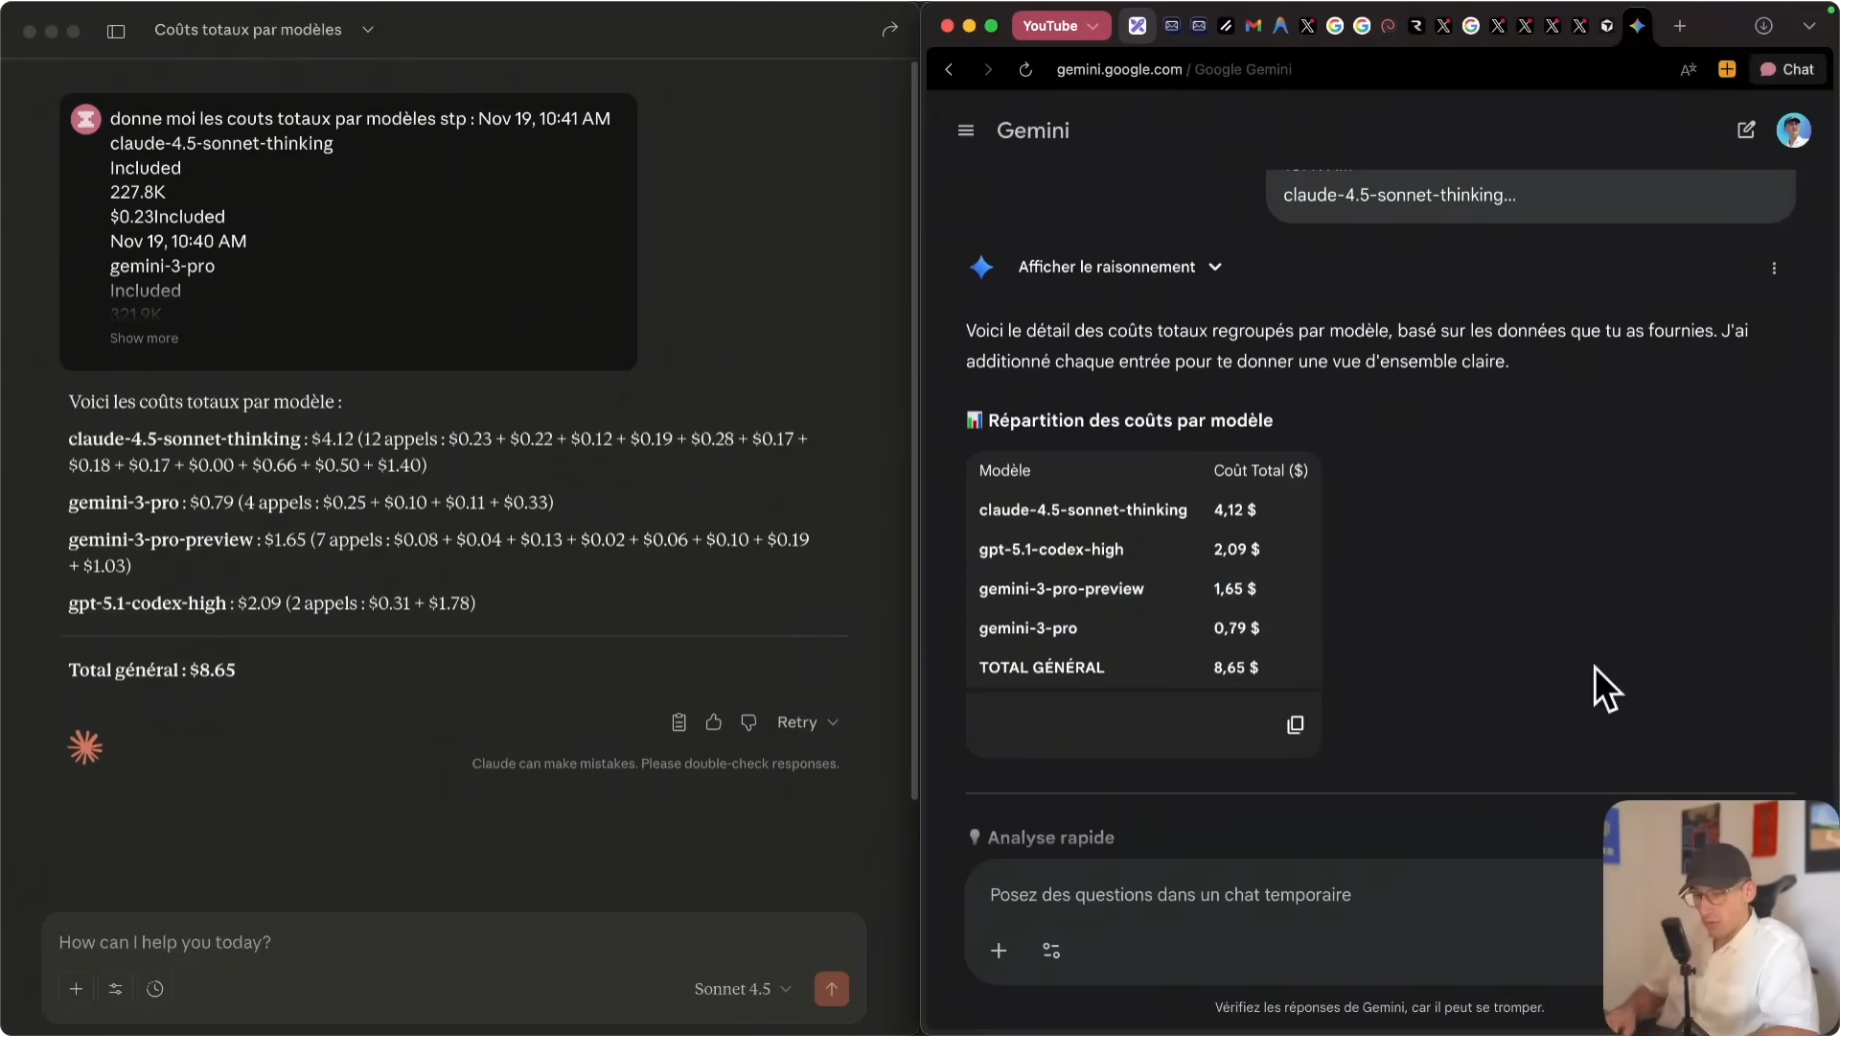 Coûts totaux par modèles
donne moi les couts totaux par modèles stp : Nov 19, 10:41 AM
claude-4.5-sonnet-thinking
Included
227.8K
$0.23Included
Nov 19, 10:40 AM
gemini-3-pro
Included
321.9K
Show more
Voici les coûts totaux par modèle :
claude-4.5-sonnet-thinking : $4.12 (12 appels : $0.23 + $0.22 + $0.12 + $0.19 + $0.28 + $0.17 +
$0.18 + $0.17 + $0.00 + $0.66 + $0.50 + $1.40)
gemini-3-pro : $0.79 (4 appels : $0.25 + $0.10 + $0.11 + $0.33)
gemini-3-pro-preview : $1.65 (7 appels : $0.08 + $0.04 + $0.13 + $0.02 + $0.06 + $0.10 + $0.19
+ $1.03)
gpt-5.1-codex-high : $2.09 (2 appels : $0.31 + $1.78)
Total général : $8.65
Retry
Claude can make mistakes. Please double-check responses.
How can I help you today?
Sonnet 4.5
YouTube
gemini.google.com / Google Gemini
Chat
Gemini
claude-4.5-sonnet-thinking...
Afficher le raisonnement
Voici le détail des coûts totaux regroupés par modèle, basé sur les données que tu as fournies. J'ai
additionné chaque entrée pour te donner une vue d'ensemble claire.
Répartition des coûts par modèle
Modèle Coût Total ($)
claude-4.5-sonnet-thinking 4,12 $
gpt-5.1-codex-high 2,09 $
gemini-3-pro-preview 1,65 $
gemini-3-pro 0,79 $
TOTAL GÉNÉRAL 8,65 $
Analyse rapide
Posez des questions dans un chat temporaire
Vérifiez les réponses de Gemini, car il peut se tromper.